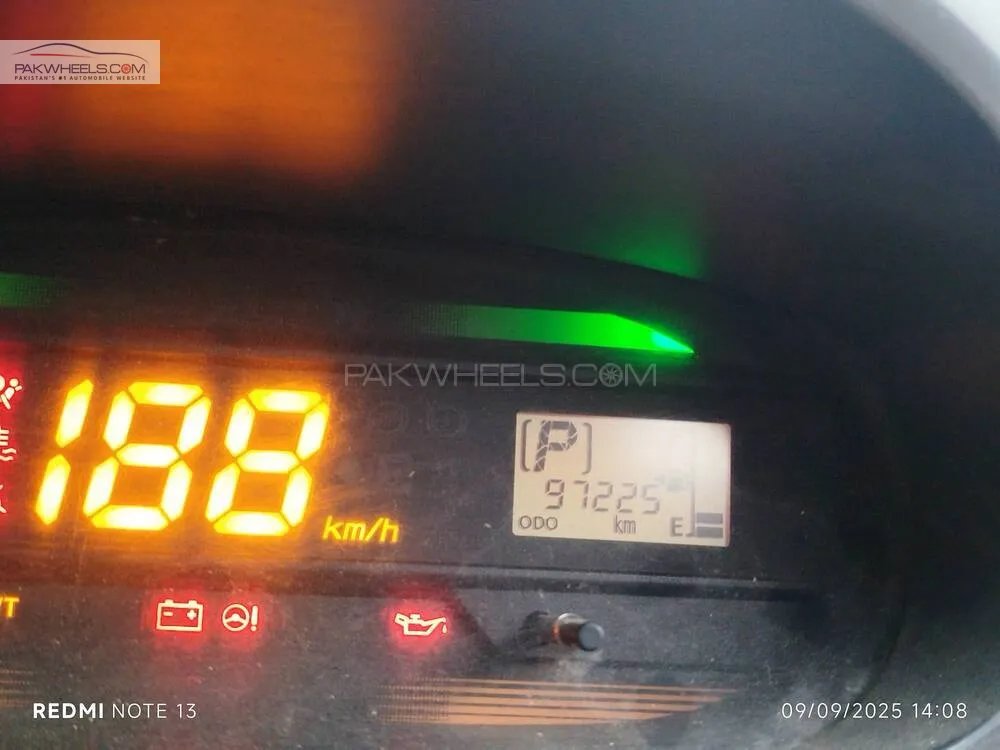 PAKWHEELS.COM
PAKISTAN'S #1 AUTOMOBILE WEBSITE
PAKWHEELS.COM
188 km/h
[P]
97225
ODO km E
/T
REDMI NOTE 13
09/09/2025 14:08